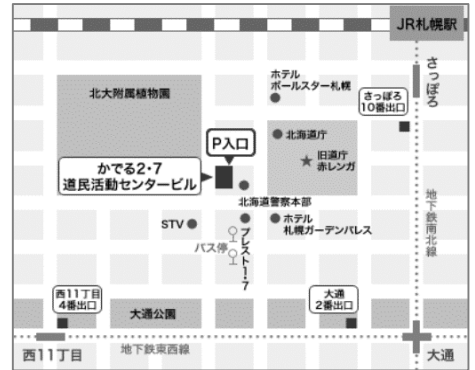 JR札幌駅
さっぽろ
ホテル
ポールスター札幌
北大附属植物園
さっぽろ
10番出口
P入口
北海道庁
旧道庁
赤レンガ
かでる2・7
道民活動センタービル
地下鉄南北線
北海道警察本部
STV
ホテル
札幌ガーデンパレス
バス停
プレスト1・7
西11丁目
4番出口
大通公園
大通
2番出口
西11丁目
地下鉄東西線
大通